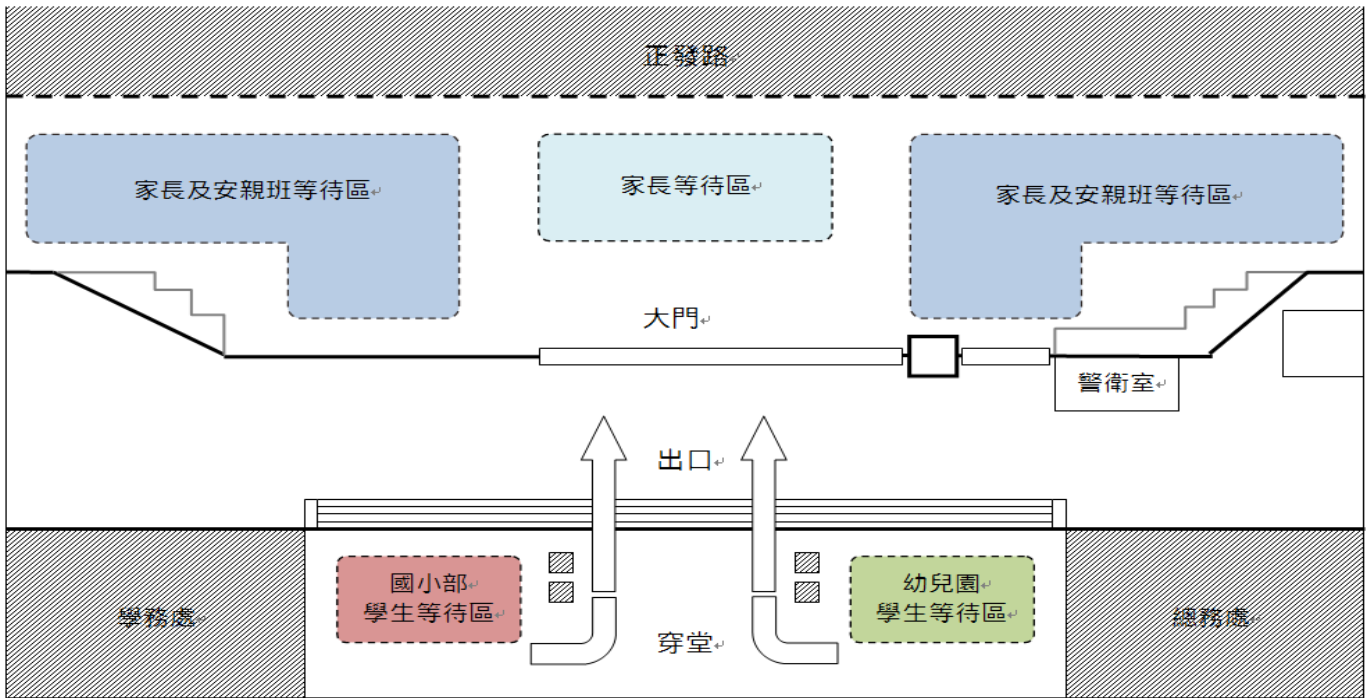 正發路
家長及安親班等待區
家長等待區
家長及安親班等待區
大門
警衛室
出口
國小部
學生等待區
幼兒園
學生等待區
學務處
穿堂
總務處